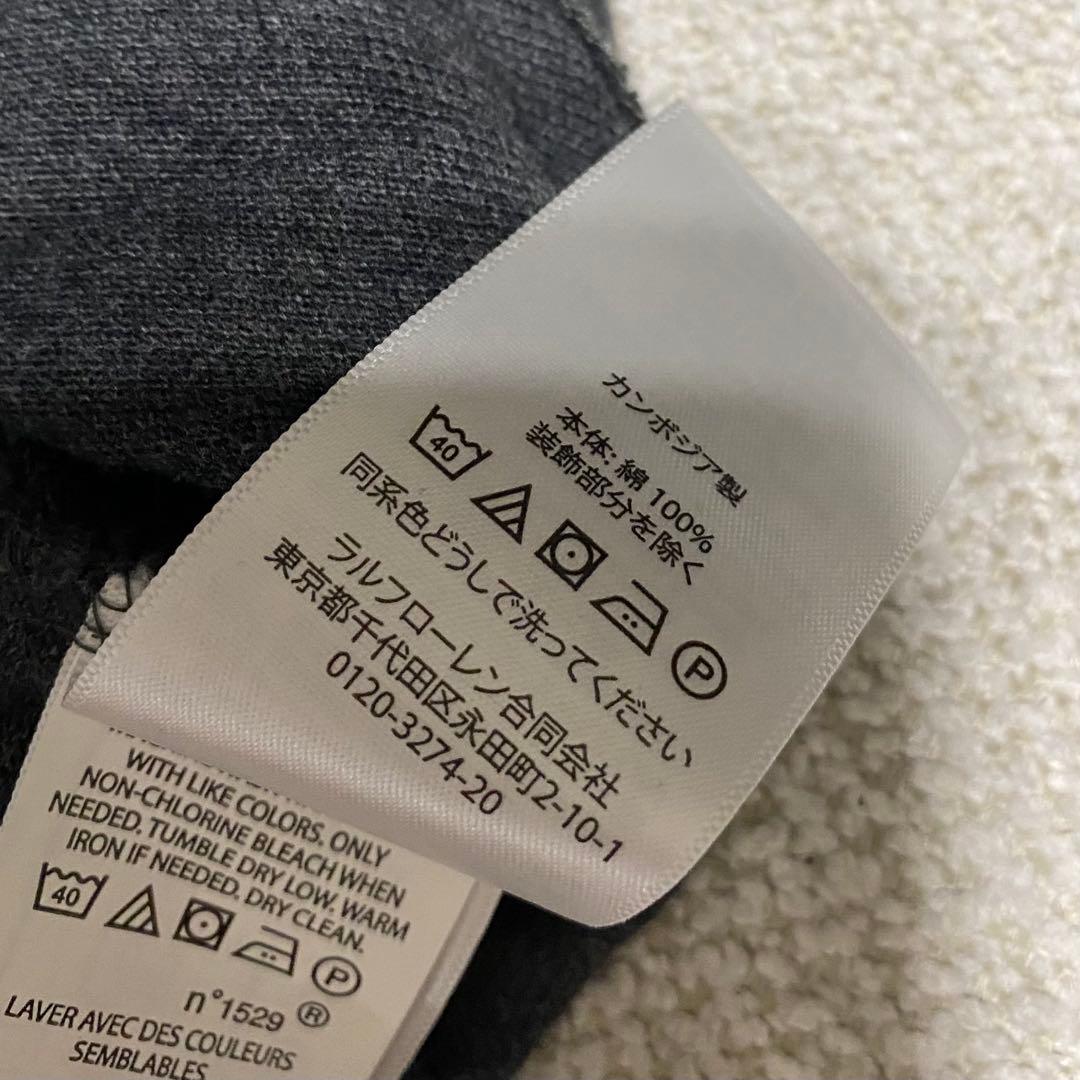 カンボジア製
本体: 綿 100%
装飾部分を除く
40
P
同系色どうしで洗ってください
ラルフローレン合同会社
東京都千代田区永田町2-10-1
0120-3274-20
WITH LIKE COLORS. ONLY
NON-CHLORINE BLEACH WHEN
NEEDED. TUMBLE DRY LOW. WARM
IRON IF NEEDED. DRY CLEAN.
40
P
n°1529 ®
LAVER AVEC DES COULEURS
SEMBLABLES